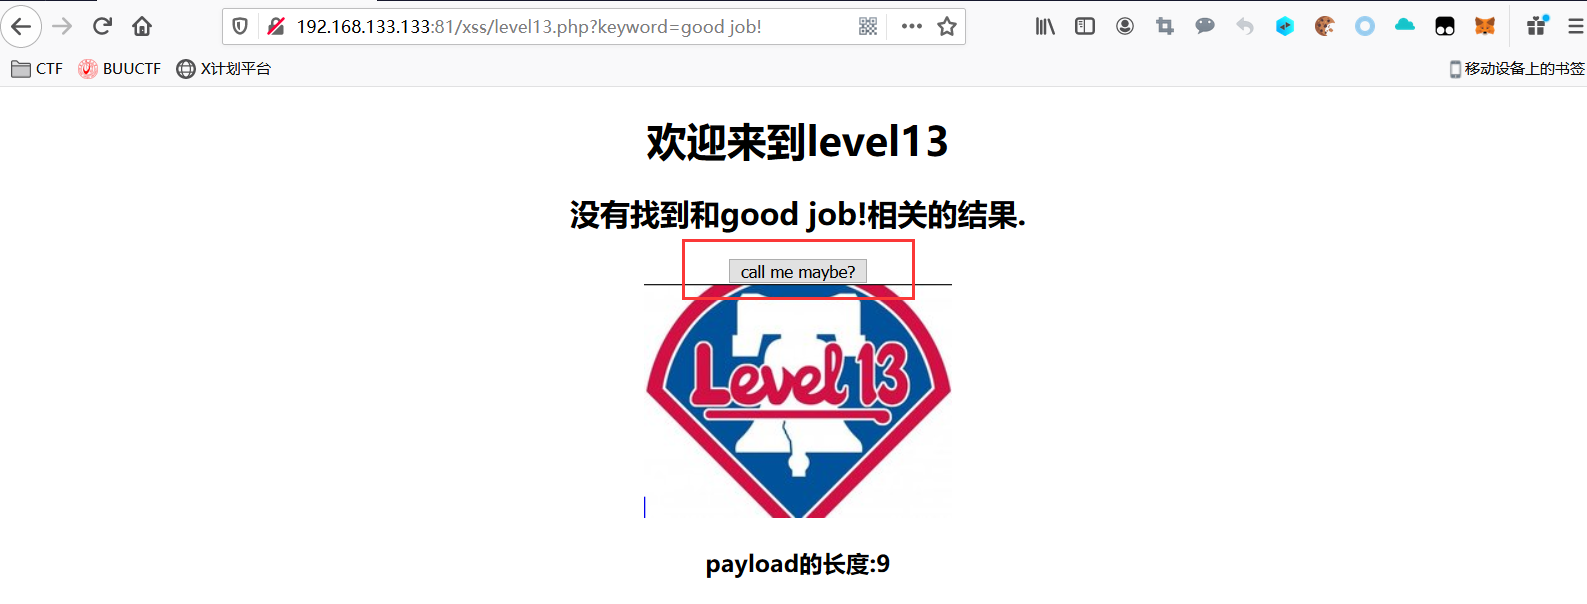 192.168.133.133:81/xss/level13.php?keyword=good job!
CTF BUUCTF X计划平台 移动设备上的书签
欢迎来到level13
没有找到和good job!相关的结果.
call me maybe?
Level 13
payload的长度:9